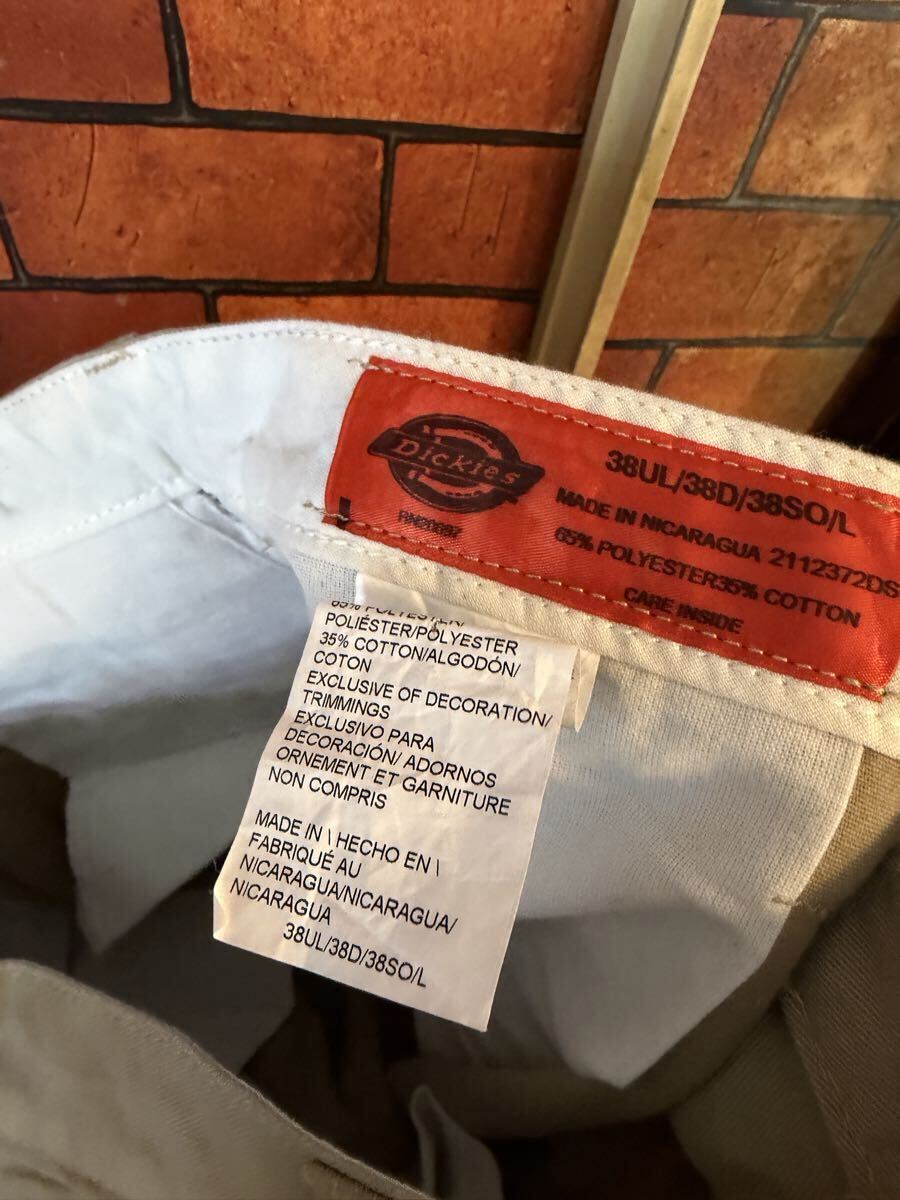 Dickies
38UL/38D/38SO/L
MADE IN NICARAGUA 2112372DS
65% POLYESTER35% COTTON
CARE INSIDE
L
65% POLYESTER/
POLIÉSTER/POLYESTER
35% COTTON/ALGODÓN/
COTON
EXCLUSIVE OF DECORATION/
TRIMMINGS
EXCLUSIVO PARA
DECORACIÓN/ ADORNOS
ORNEMENT ET GARNITURE
NON COMPRIS
MADE IN \ HECHO EN \
FABRIQUÉ AU
NICARAGUA/NICARAGUA/
NICARAGUA
38UL/38D/38SO/L